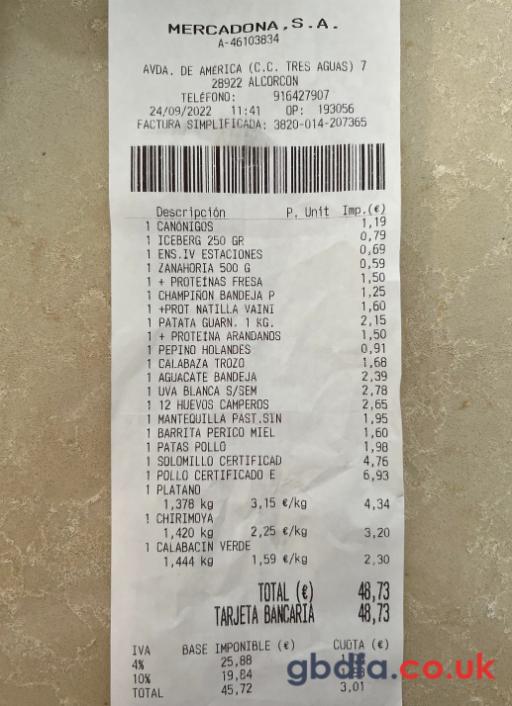 MERCADONA, S.A.
A-46103834
AVDA. DE AMÉRICA (C.C. TRES AGUAS) 7
28922 ALCORCON
TELÉFONO: 916427907
24/09/2022 11:41 OP: 193056
FACTURA SIMPLIFICADA: 3820-014-207365
Descripción P. Unit Imp.(€)
1 CANÓNIGOS 1,19
1 ICEBERG 250 GR 0,79
1 ENS.IV ESTACIONES 0,69
1 ZANAHORIA 500 G 0,59
1 + PROTEÍNAS FRESA 1,50
1 CHAMPIÑON BANDEJA P 1,25
1 +PROT NATILLA VAINI 1,60
1 PATATA GUARN. 1 KG. 2,15
1 + PROTEINA ARANDANOS 1,50
1 PEPINO HOLANDES 0,91
1 CALABAZA TROZO 1,68
1 AGUACATE BANDEJA 2,39
1 UVA BLANCA S/SEM 2,78
1 12 HUEVOS CAMPEROS 2,65
1 MANTEQUILLA PAST.SIN 1,95
1 BARRITA PERICO MIEL 1,60
1 PATAS POLLO 1,98
1 SOLOMILLO CERTIFICAD 4,76
1 POLLO CERTIFICADO E 6,93
1 PLATANO
1,378 kg 3,15 €/kg 4,34
1 CHIRIMOYA
1,420 kg 2,25 €/kg 3,20
1 CALABACIN VERDE
1,444 kg 1,59 €/kg 2,30
TOTAL (€) 48,73
TARJETA BANCARIA 48,73
IVA BASE IMPONIBLE (€) CUOTA (€)
4% 25,88
10% 19,84
TOTAL 45,72 3,01
gbdfa.co.uk